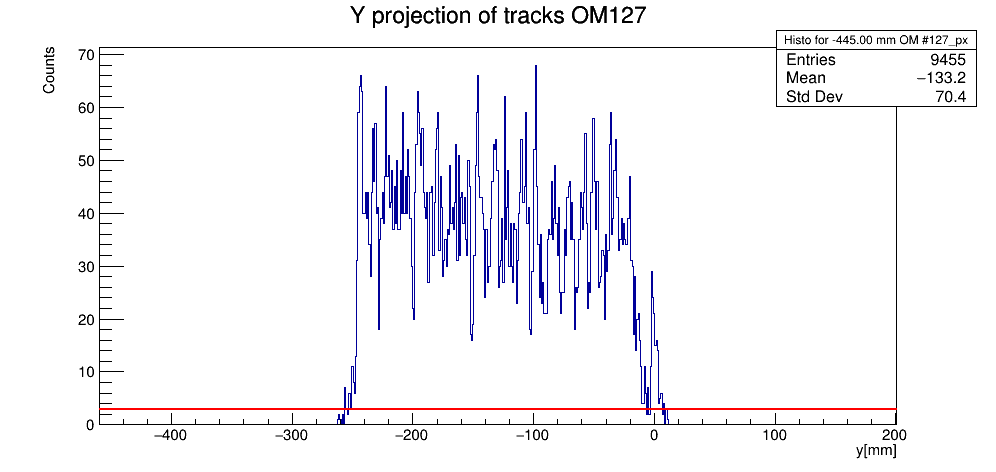 Y projection of tracks OM127
Histo for -445.00 mm OM #127_px
Entries 9455
Mean −133.2
Std Dev 70.4
Counts
70
60
50
40
30
20
10
0
−400 −300 −200 −100 0 100 200
y[mm]